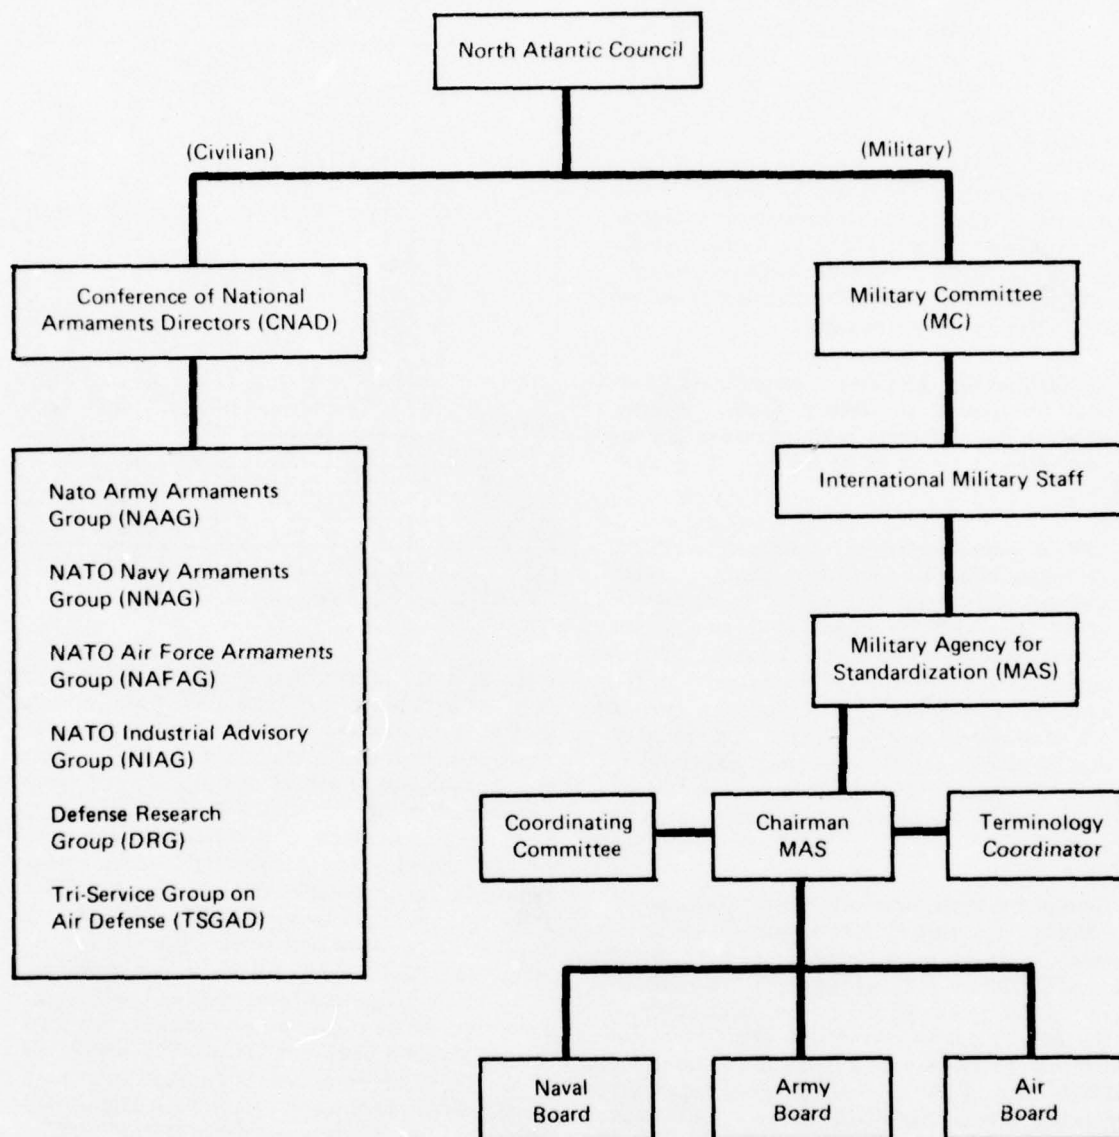 North Atlantic Council
(Civilian)
(Military)
Conference of National
Armaments Directors (CNAD)
Military Committee
(MC)
Nato Army Armaments
Group (NAAG)
NATO Navy Armaments
Group (NNAG)
NATO Air Force Armaments
Group (NAFAG)
NATO Industrial Advisory
Group (NIAG)
Defense Research
Group (DRG)
Tri-Service Group on
Air Defense (TSGAD)
International Military Staff
Military Agency for
Standardization (MAS)
Coordinating
Committee
Chairman
MAS
Terminology
Coordinator
Naval
Board
Army
Board
Air
Board